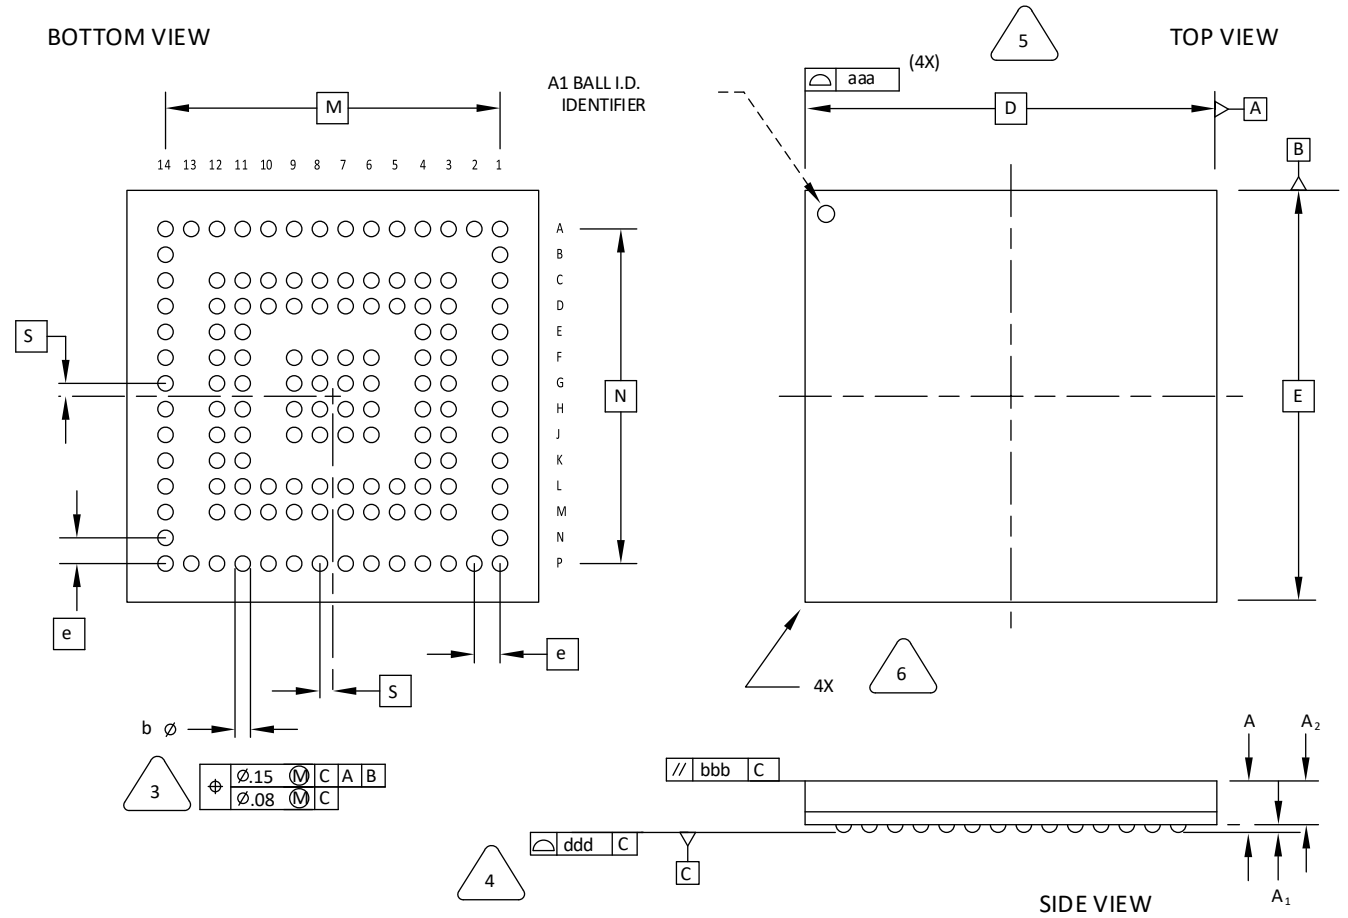 BOTTOM VIEW
5
TOP VIEW
aaa
(4X)
A1 BALL I.D.
IDENTIFIER
M
D
A
B
14 13 12 11 10 9 8 7 6 5 4 3 2 1
A
B
C
D
E
F
G
H
J
K
L
M
N
P
S
N
E
e
e
S
4X
6
b Ø
3
⌖ Ø.15 Ⓜ C A B
Ø.08 Ⓜ C
A
A2
// bbb C
ddd C
C
4
A1
SIDE VIEW